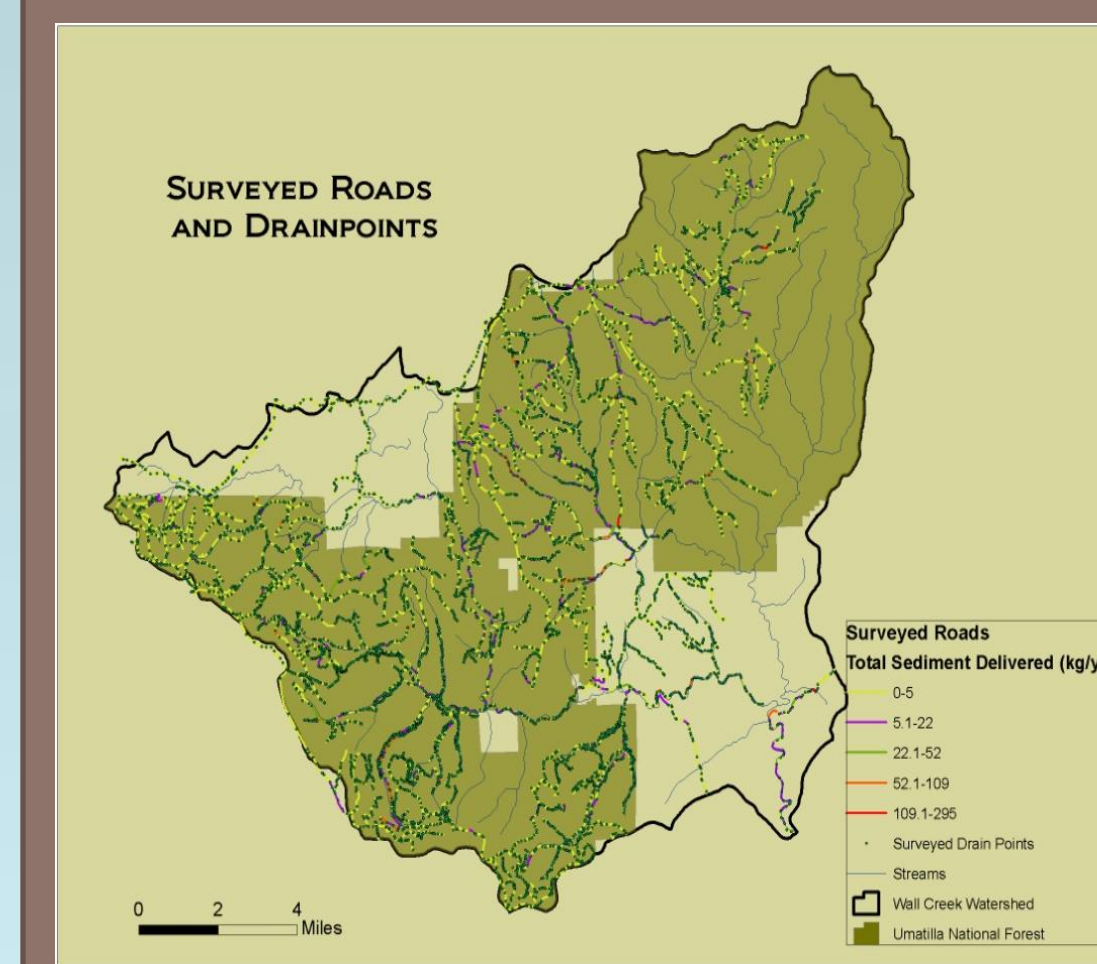 SURVEYED ROADS
AND DRAINPOINTS
Surveyed Roads
Total Sediment Delivered (kg/y
0-5
5.1-22
22.1-52
52.1-109
109.1-295
Surveyed Drain Points
Streams
Wall Creek Watershed
Umatilla National Forest
0 2 4
Miles